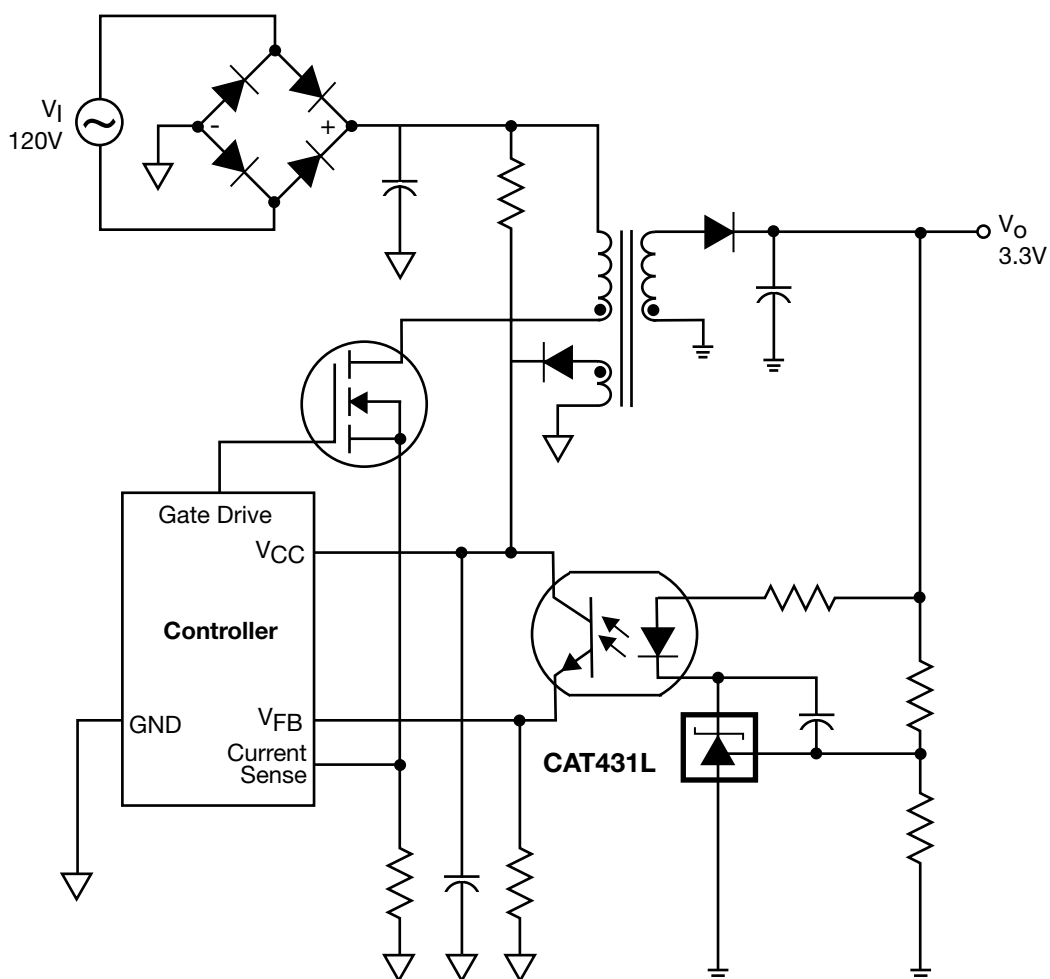 V_I
120V
-
+
V_O
3.3V
Gate Drive
V_CC
Controller
GND
V_FB
Current
Sense
CAT431L